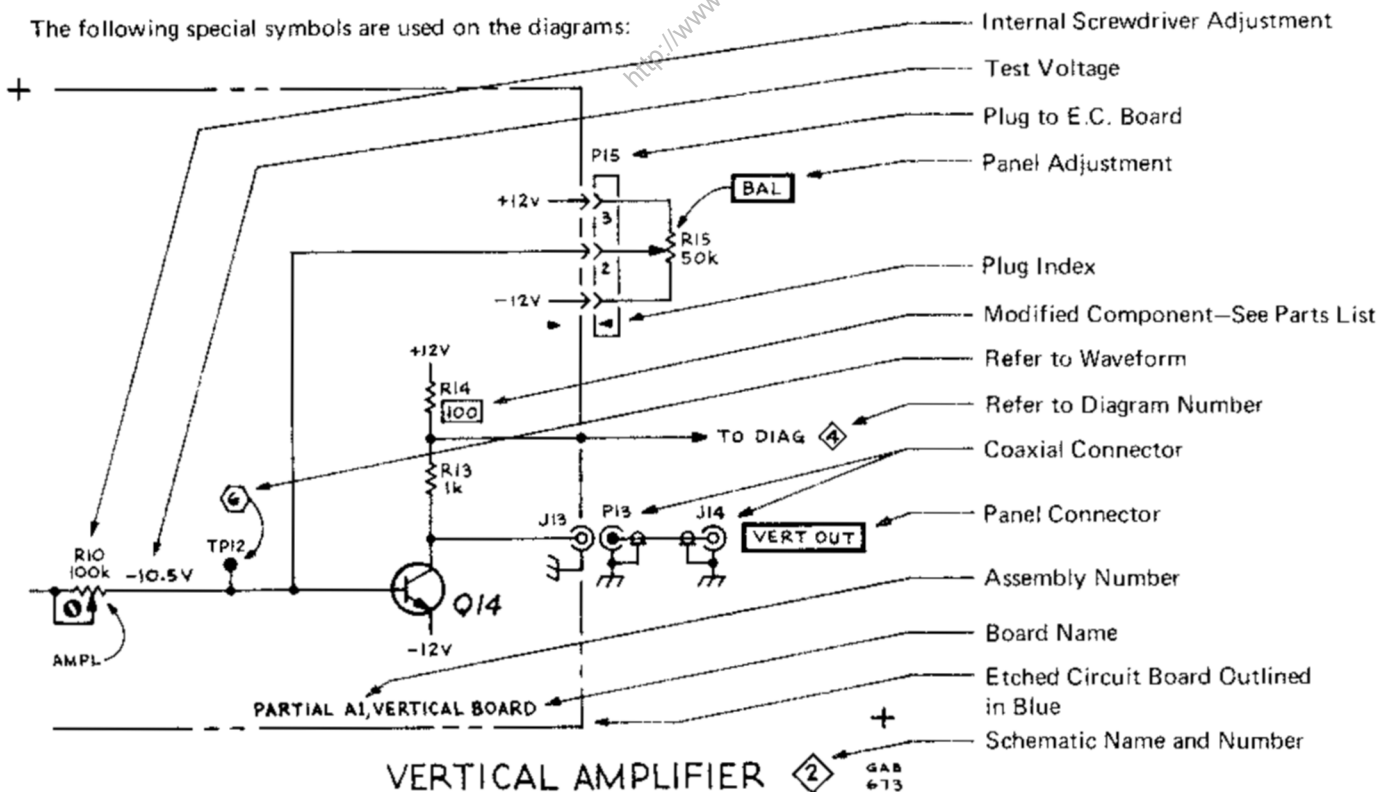 The following special symbols are used on the diagrams:
http://www
Internal Screwdriver Adjustment
Test Voltage
Plug to E.C. Board
Panel Adjustment
Plug Index
Modified Component—See Parts List
Refer to Waveform
Refer to Diagram Number
Coaxial Connector
Panel Connector
Assembly Number
Board Name
Etched Circuit Board Outlined
in Blue
Schematic Name and Number
P15
BAL
+12V
3
R15
50k
2
-12V
+12V
R14
100
TO DIAG 4
R13
1k
6
J13
P13
J14
VERT OUT
TP12
R10
100k
-10.5V
Q14
-12V
AMPL
PARTIAL A1, VERTICAL BOARD
VERTICAL AMPLIFIER 2
GAB
673